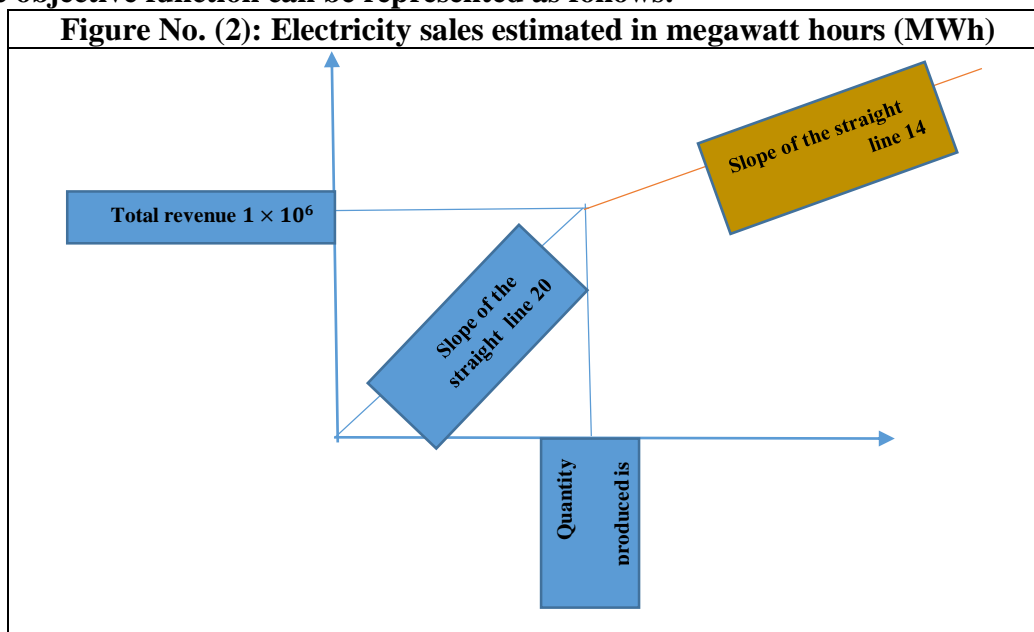 e objective function can be represented as follows:
Figure No. (2): Electricity sales estimated in megawatt hours (MWh)
Slope of the straight
line 14
Total revenue 1 × 10⁶
Slope of the
straight line 20
Quantity
produced is